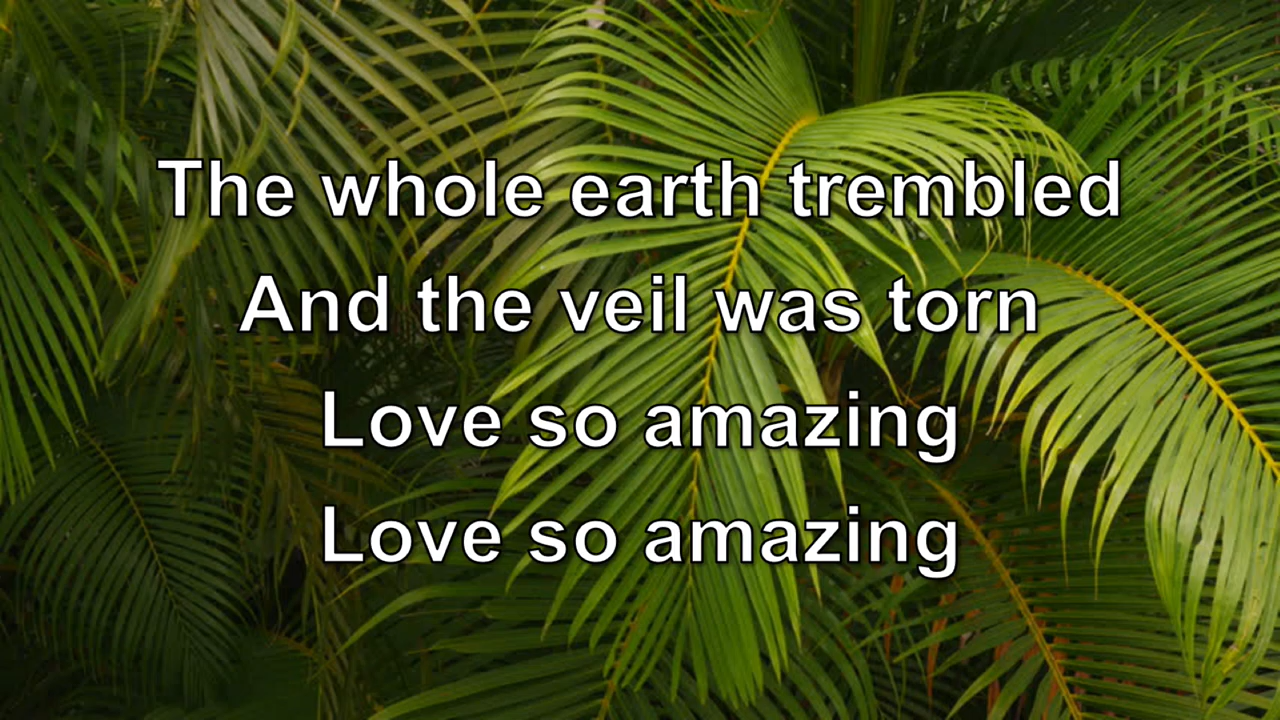 The whole earth trembled
And the veil was torn
Love so amazing
Love so amazing